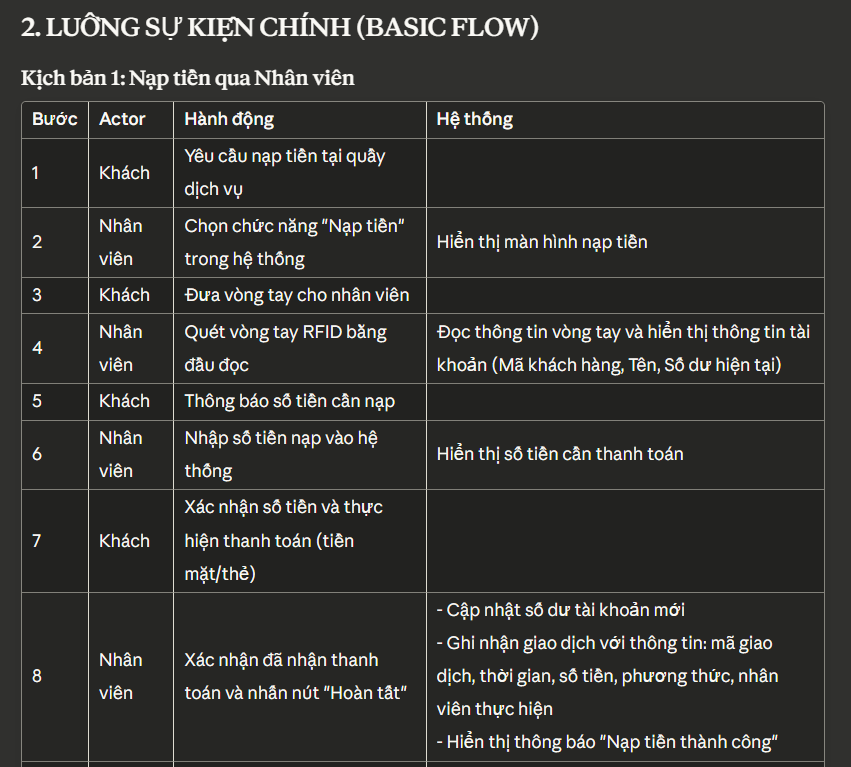 2. LUỒNG SỰ KIỆN CHÍNH (BASIC FLOW)
Kịch bản 1: Nạp tiền qua Nhân viên
Bước Actor Hành động Hệ thống
1 Khách Yêu cầu nạp tiền tại quầy
dịch vụ
2 Nhân
viên Chọn chức năng "Nạp tiền"
trong hệ thống Hiển thị màn hình nạp tiền
3 Khách Đưa vòng tay cho nhân viên
4 Nhân
viên Quét vòng tay RFID bằng
đầu đọc Đọc thông tin vòng tay và hiển thị thông tin tài
khoản (Mã khách hàng, Tên, Số dư hiện tại)
5 Khách Thông báo số tiền cần nạp
6 Nhân
viên Nhập số tiền nạp vào hệ
thống Hiển thị số tiền cần thanh toán
7 Khách Xác nhận số tiền và thực
hiện thanh toán (tiền
mặt/thẻ)
8 Nhân
viên Xác nhận đã nhận thanh
toán và nhấn nút "Hoàn tất" - Cập nhật số dư tài khoản mới
- Ghi nhận giao dịch với thông tin: mã giao
dịch, thời gian, số tiền, phương thức, nhân
viên thực hiện
- Hiển thị thông báo "Nạp tiền thành công"